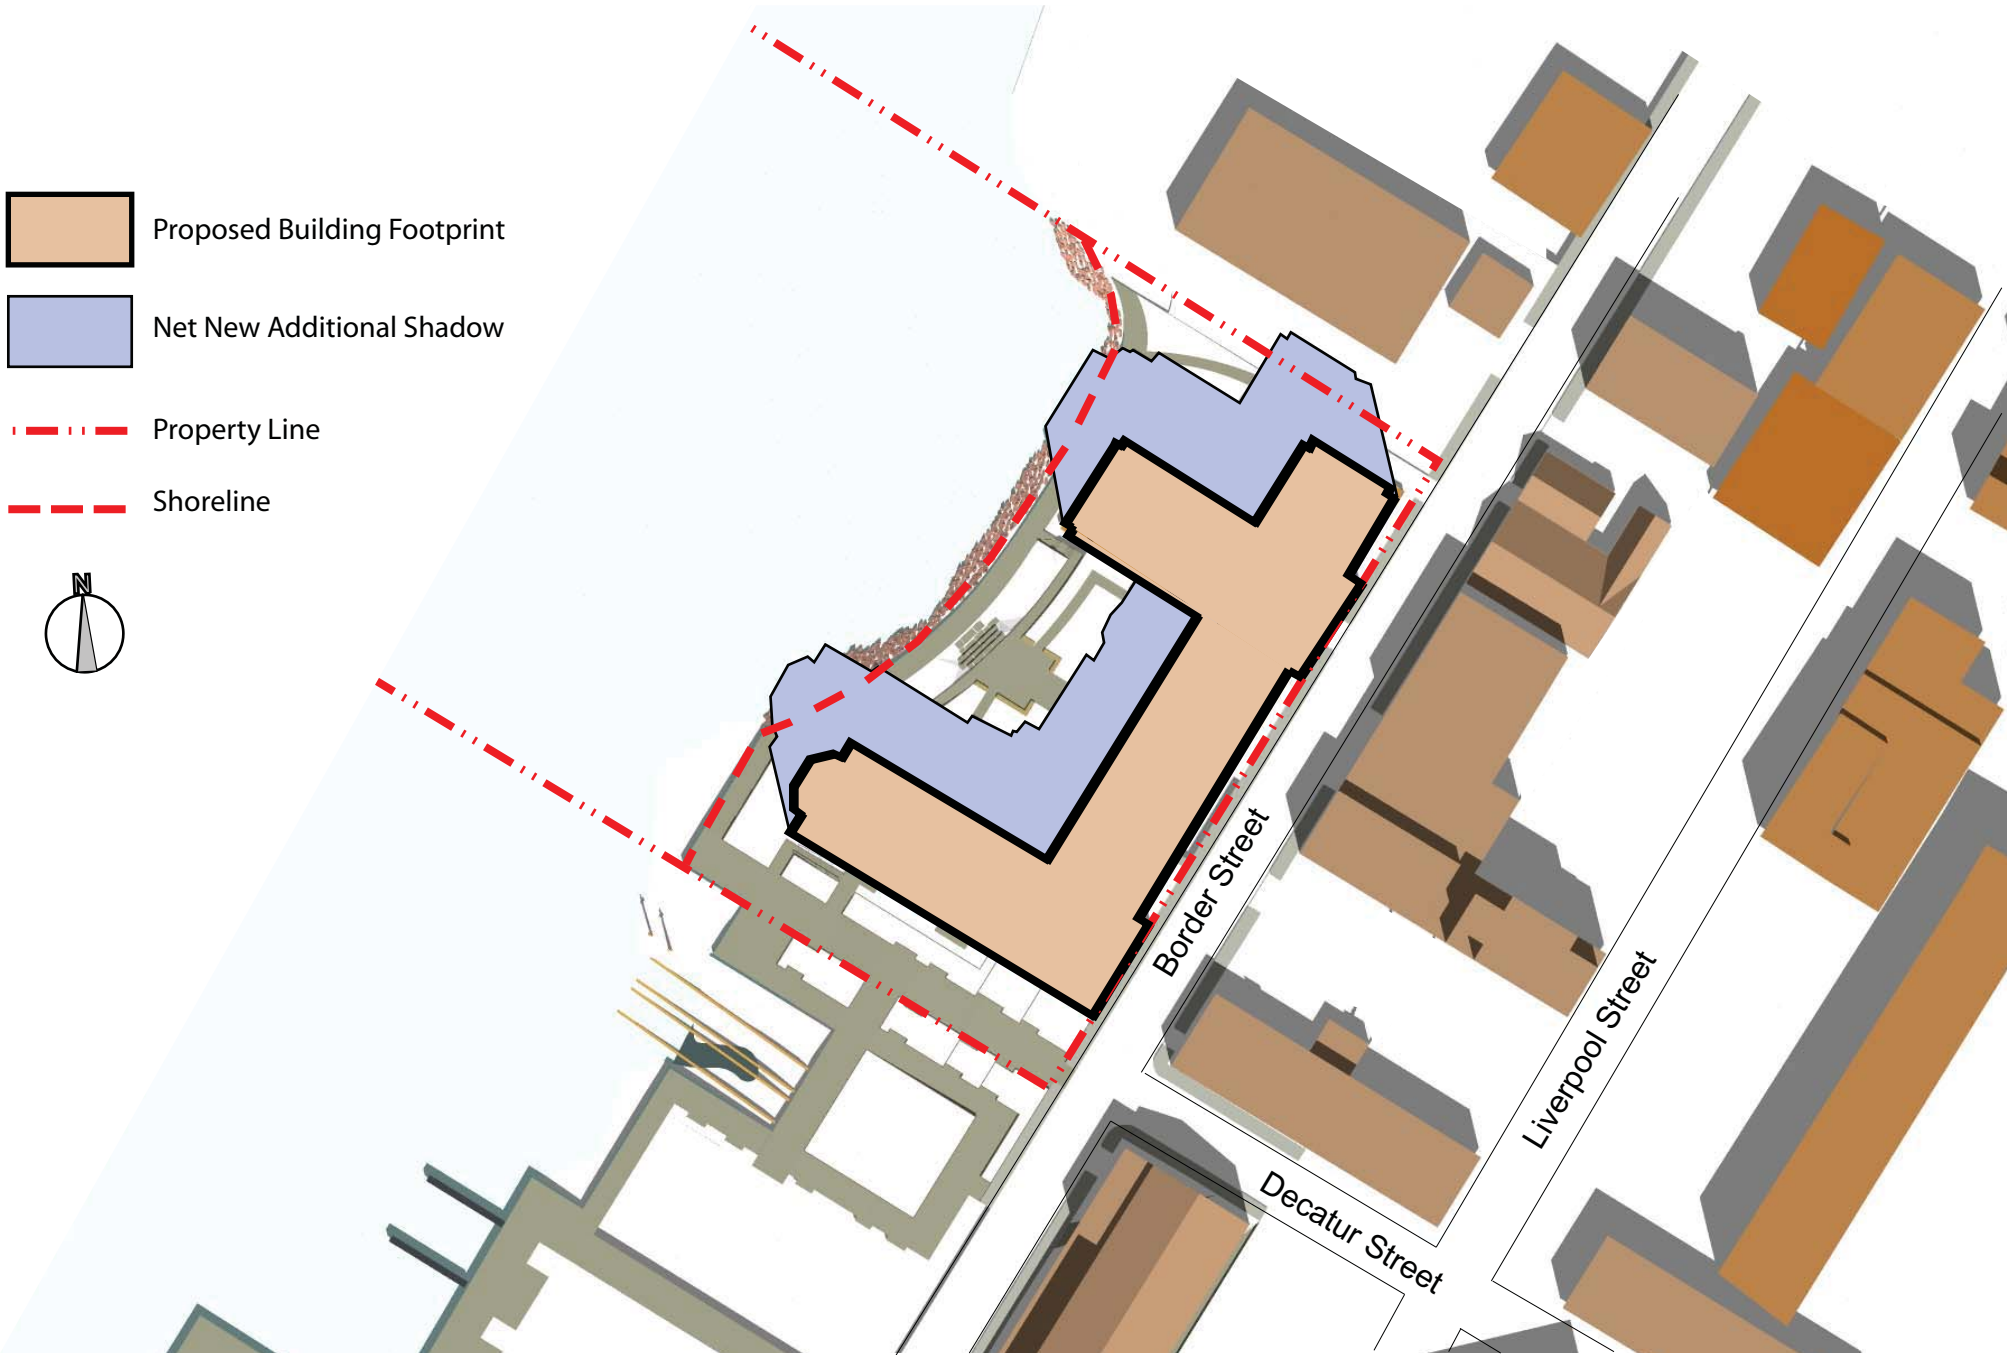 Proposed Building Footprint
Net New Additional Shadow
Property Line
Shoreline
N
Border Street
Liverpool Street
Decatur Street